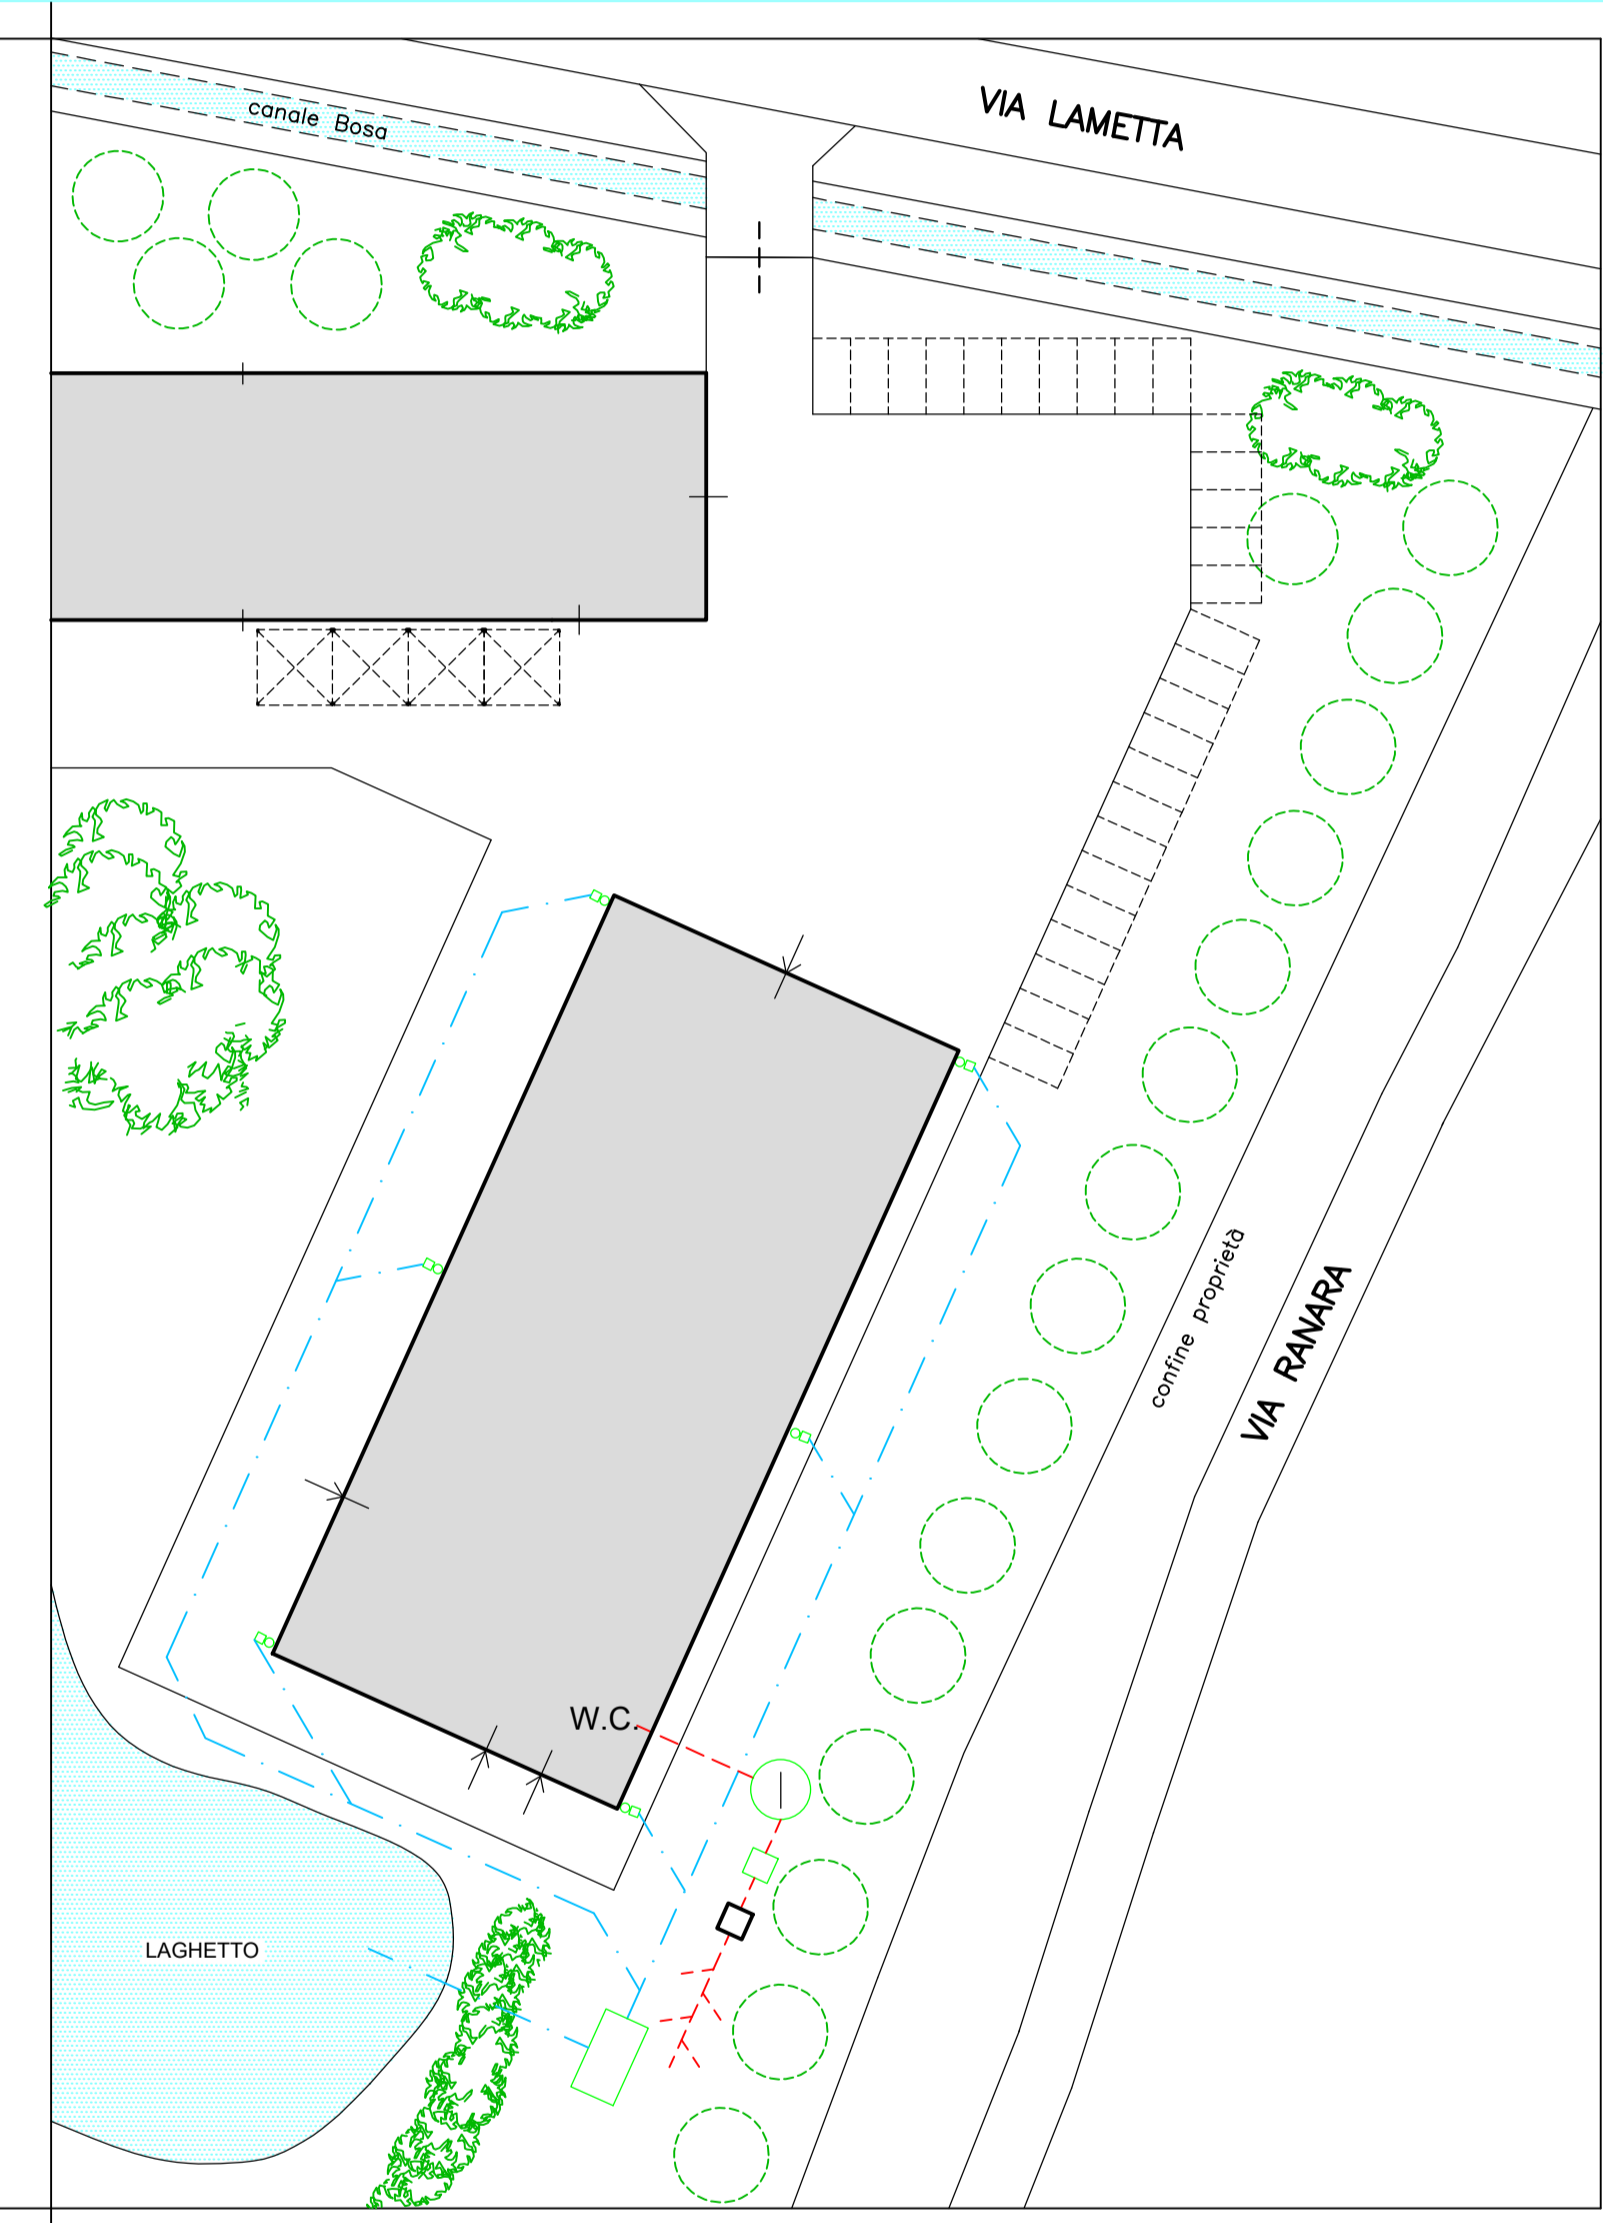 VIA LAMETTA
canale Bosa
confine proprietà
VIA RANARA
W.C.
LAGHETTO